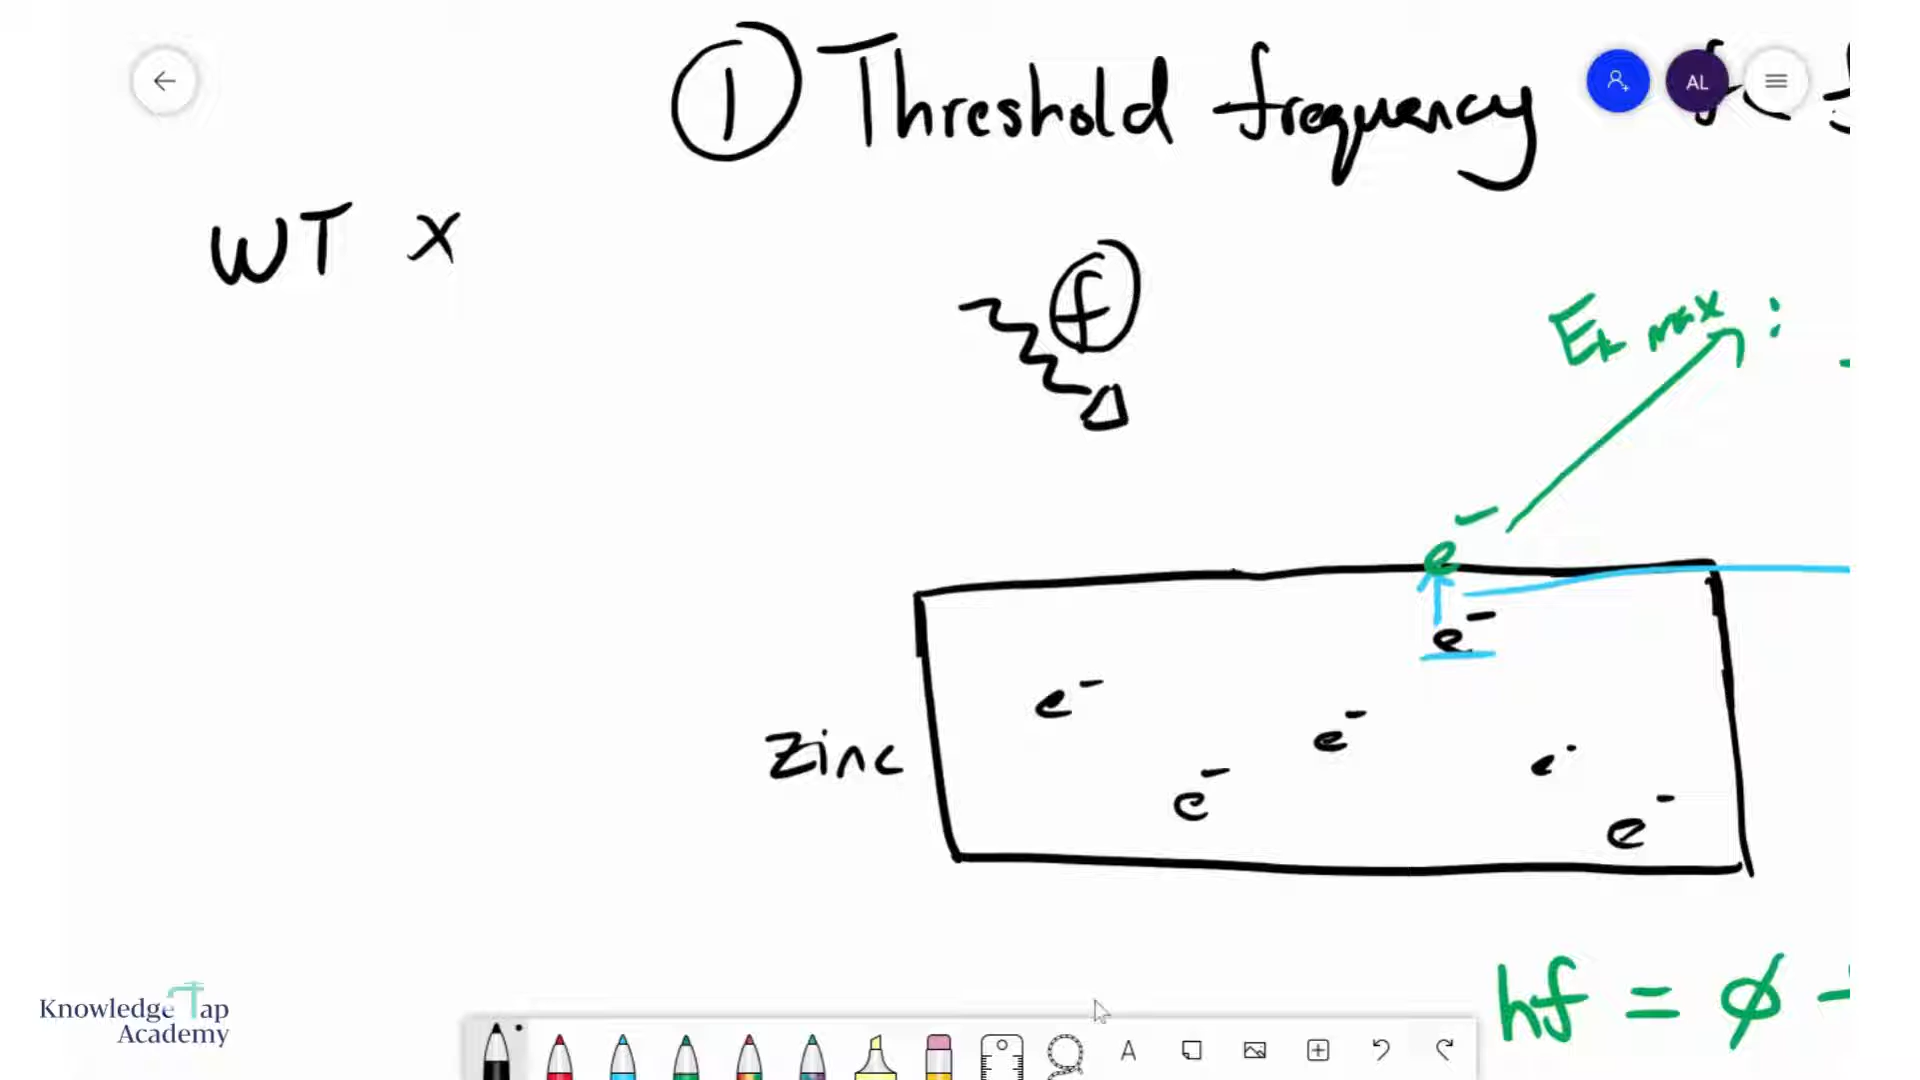 ① Threshold frequency
AL
WT x
f
Ek max :
e-
e-
e-
e-
e-
e-
e-
Zinc
hf = ϕ
Knowledge Tap
Academy
A